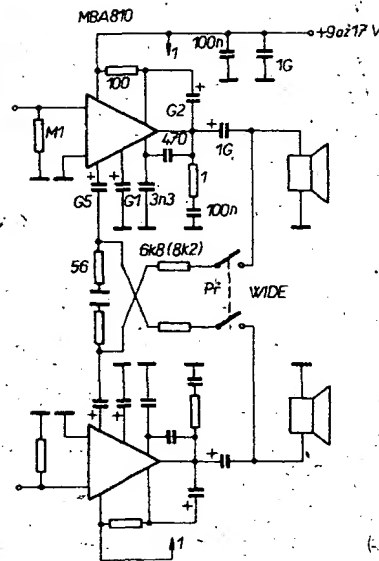 MBA810
1
100n
1G
+9až17 V
100
G2
M1
470
1G
1
G5
G1
3n3
100n
6k8(8k2)
56
Př
WIDE
1